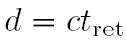 d = ct_ret